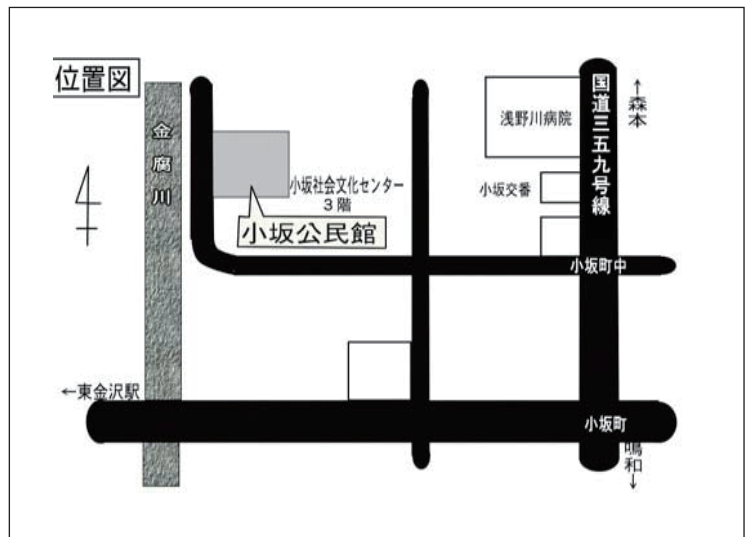 位置図
金腐川
小坂社会文化センター
3階
小坂公民館
浅野川病院
小坂交番
国道三五九号線
↑森本
小坂町中
←東金沢駅
小坂町
鳴和↓